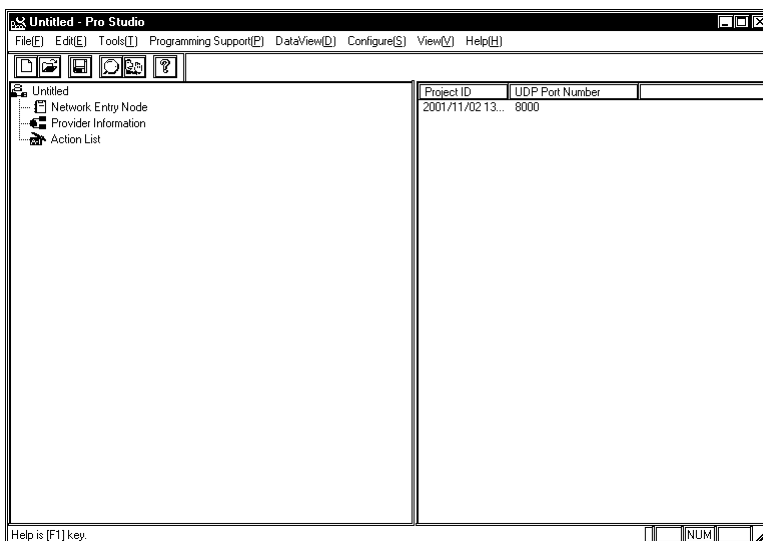 Untitled - Pro Studio
File(F) Edit(E) Tools(T) Programming Support(P) DataView(D) Configure(S) View(V) Help(H)
Untitled
Network Entry Node
Provider Information
Action List
Project ID UDP Port Number
2001/11/02 13... 8000
Help is [F1] key.
NUM